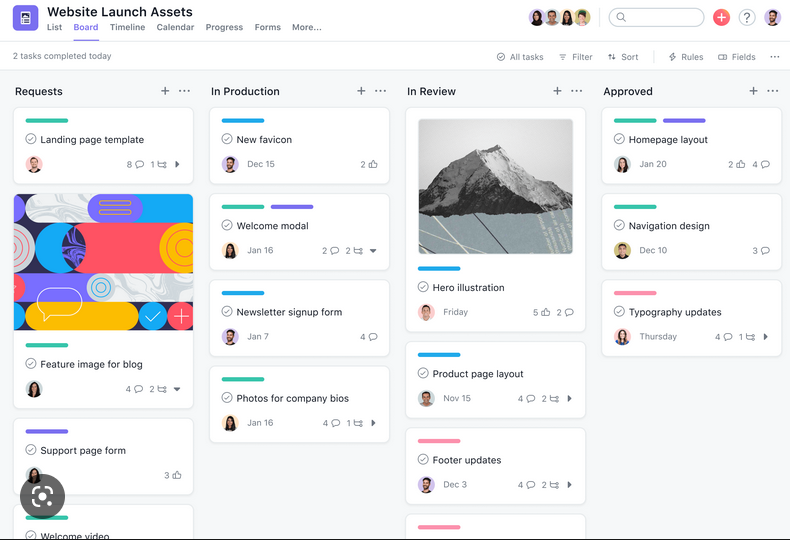 Website Launch Assets
List Board Timeline Calendar Progress Forms More...
2 tasks completed today
All tasks Filter Sort Rules Fields
Requests
Landing page template
8 1
Feature image for blog
4 2
Support page form
3
Welcome video
In Production
New favicon
Dec 15 2
Welcome modal
Jan 16 2 2
Newsletter signup form
Jan 7 4
Photos for company bios
Jan 16 4 1
In Review
Hero illustration
Friday 5 2
Product page layout
Nov 15 4 2
Footer updates
Dec 3 4 2
Approved
Homepage layout
Jan 20 2 4
Navigation design
Dec 10 3
Typography updates
Thursday 4 1